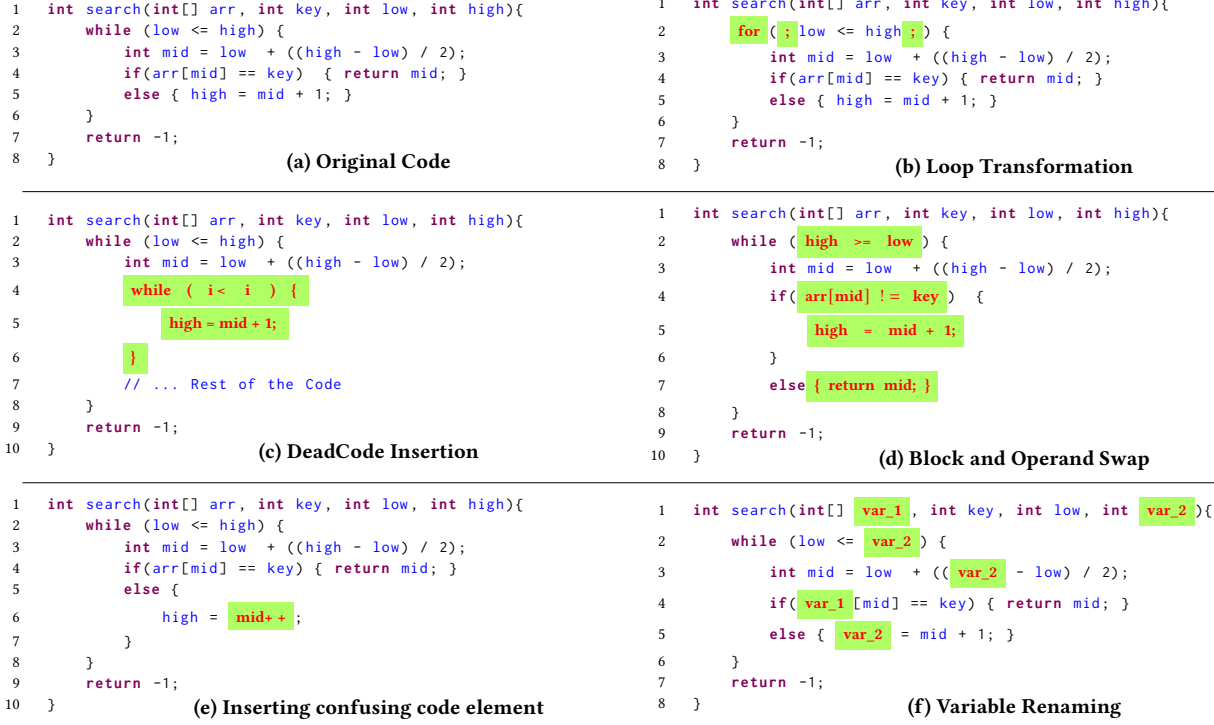 1 int search(int[] arr, int key, int low, int high){
2 while (low <= high) {
3 int mid = low + ((high - low) / 2);
4 if(arr[mid] == key) { return mid; }
5 else { high = mid + 1; }
6 }
7 return -1;
8 }
(a) Original Code
1 int search(int[] arr, int key, int low, int high){
2 for ( ; low <= high ; ) {
3 int mid = low + ((high - low) / 2);
4 if(arr[mid] == key) { return mid; }
5 else { high = mid + 1; }
6 }
7 return -1;
8 }
(b) Loop Transformation
1 int search(int[] arr, int key, int low, int high){
2 while (low <= high) {
3 int mid = low + ((high - low) / 2);
4 while ( i < i ) {
5 high = mid + 1;
6 }
7 // ... Rest of the Code
8 }
9 return -1;
10 }
(c) DeadCode Insertion
1 int search(int[] arr, int key, int low, int high){
2 while ( high >= low ) {
3 int mid = low + ((high - low) / 2);
4 if( arr[mid] != key ) {
5 high = mid + 1;
6 }
7 else { return mid; }
8 }
9 return -1;
10 }
(d) Block and Operand Swap
1 int search(int[] arr, int key, int low, int high){
2 while (low <= high) {
3 int mid = low + ((high - low) / 2);
4 if(arr[mid] == key) { return mid; }
5 else {
6 high = mid+ + ;
7 }
8 }
9 return -1;
10 }
(e) Inserting confusing code element
1 int search(int[] var_1 , int key, int low, int var_2 ){
2 while (low <= var_2 ) {
3 int mid = low + (( var_2 - low) / 2);
4 if( var_1 [mid] == key) { return mid; }
5 else { var_2 = mid + 1; }
6 }
7 return -1;
8 }
(f) Variable Renaming